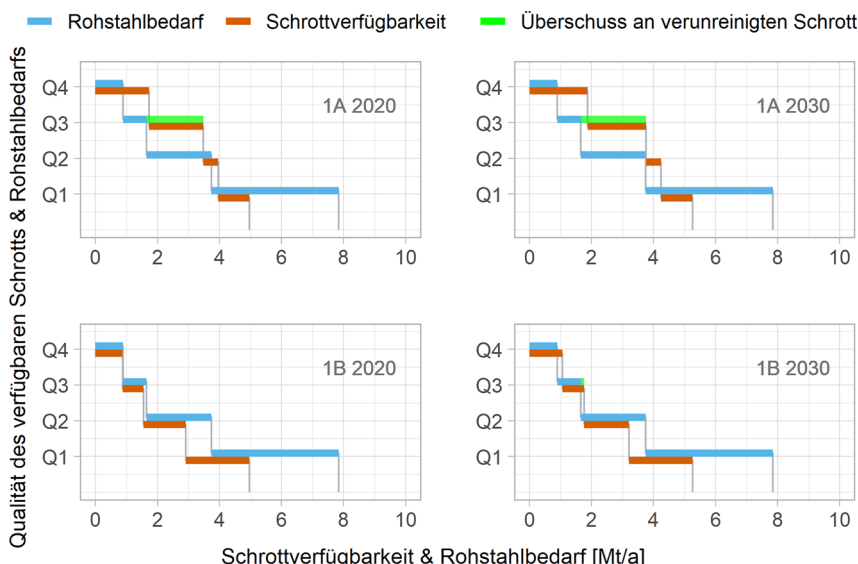 Rohstahlbedarf Schrottverfügbarkeit Überschuss an verunreinigten Schrott
Qualität des verfügbaren Schrotts & Rohstahlbedarfs
Q4
Q3
Q2
Q1
1A 2020
0 2 4 6 8 10
Q4
Q3
Q2
Q1
1A 2030
0 2 4 6 8 10
Q4
Q3
Q2
Q1
1B 2020
0 2 4 6 8 10
Q4
Q3
Q2
Q1
1B 2030
0 2 4 6 8 10
Schrottverfügbarkeit & Rohstahlbedarf [Mt/a]